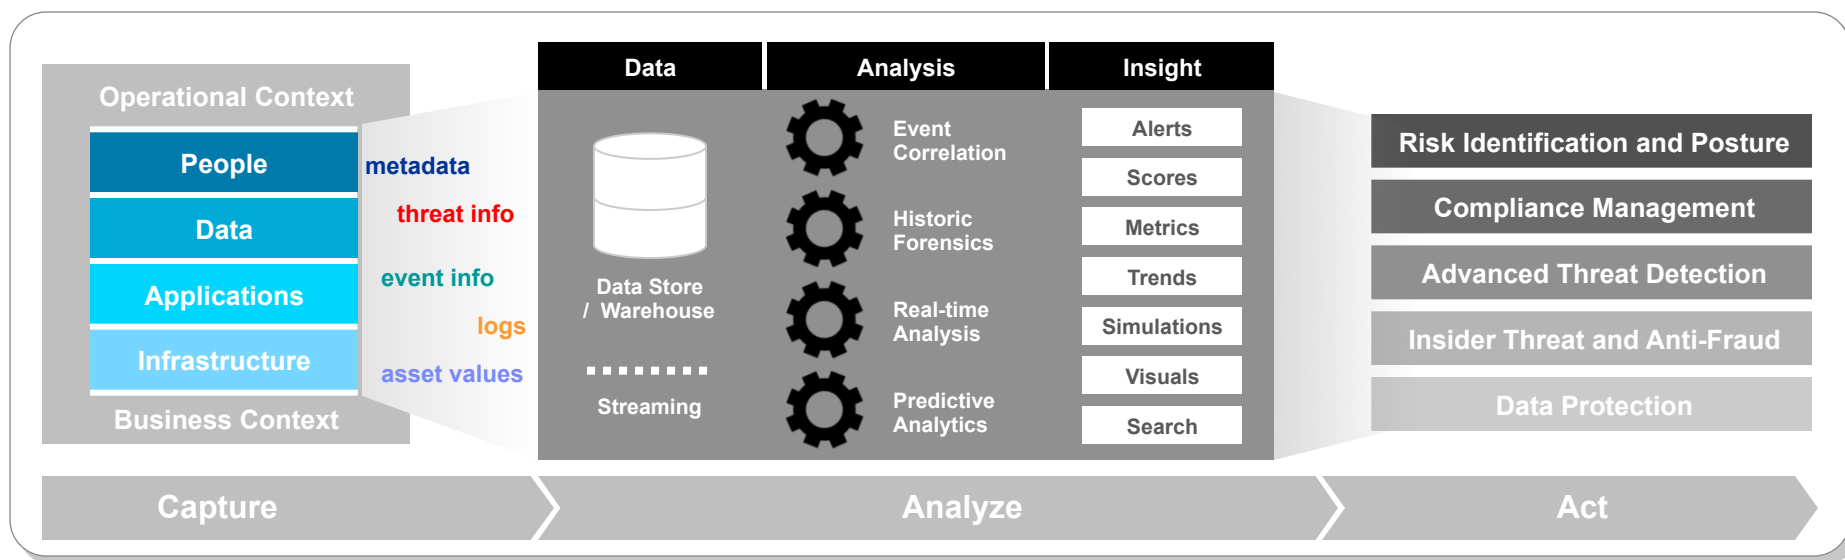 Operational Context
People
Data
Applications
Infrastructure
Business Context
metadata
threat info
event info
logs
asset values
Data
Data Store
/ Warehouse
Streaming
Analysis
Event
Correlation
Historic
Forensics
Real-time
Analysis
Predictive
Analytics
Insight
Alerts
Scores
Metrics
Trends
Simulations
Visuals
Search
Risk Identification and Posture
Compliance Management
Advanced Threat Detection
Insider Threat and Anti-Fraud
Data Protection
Capture
Analyze
Act